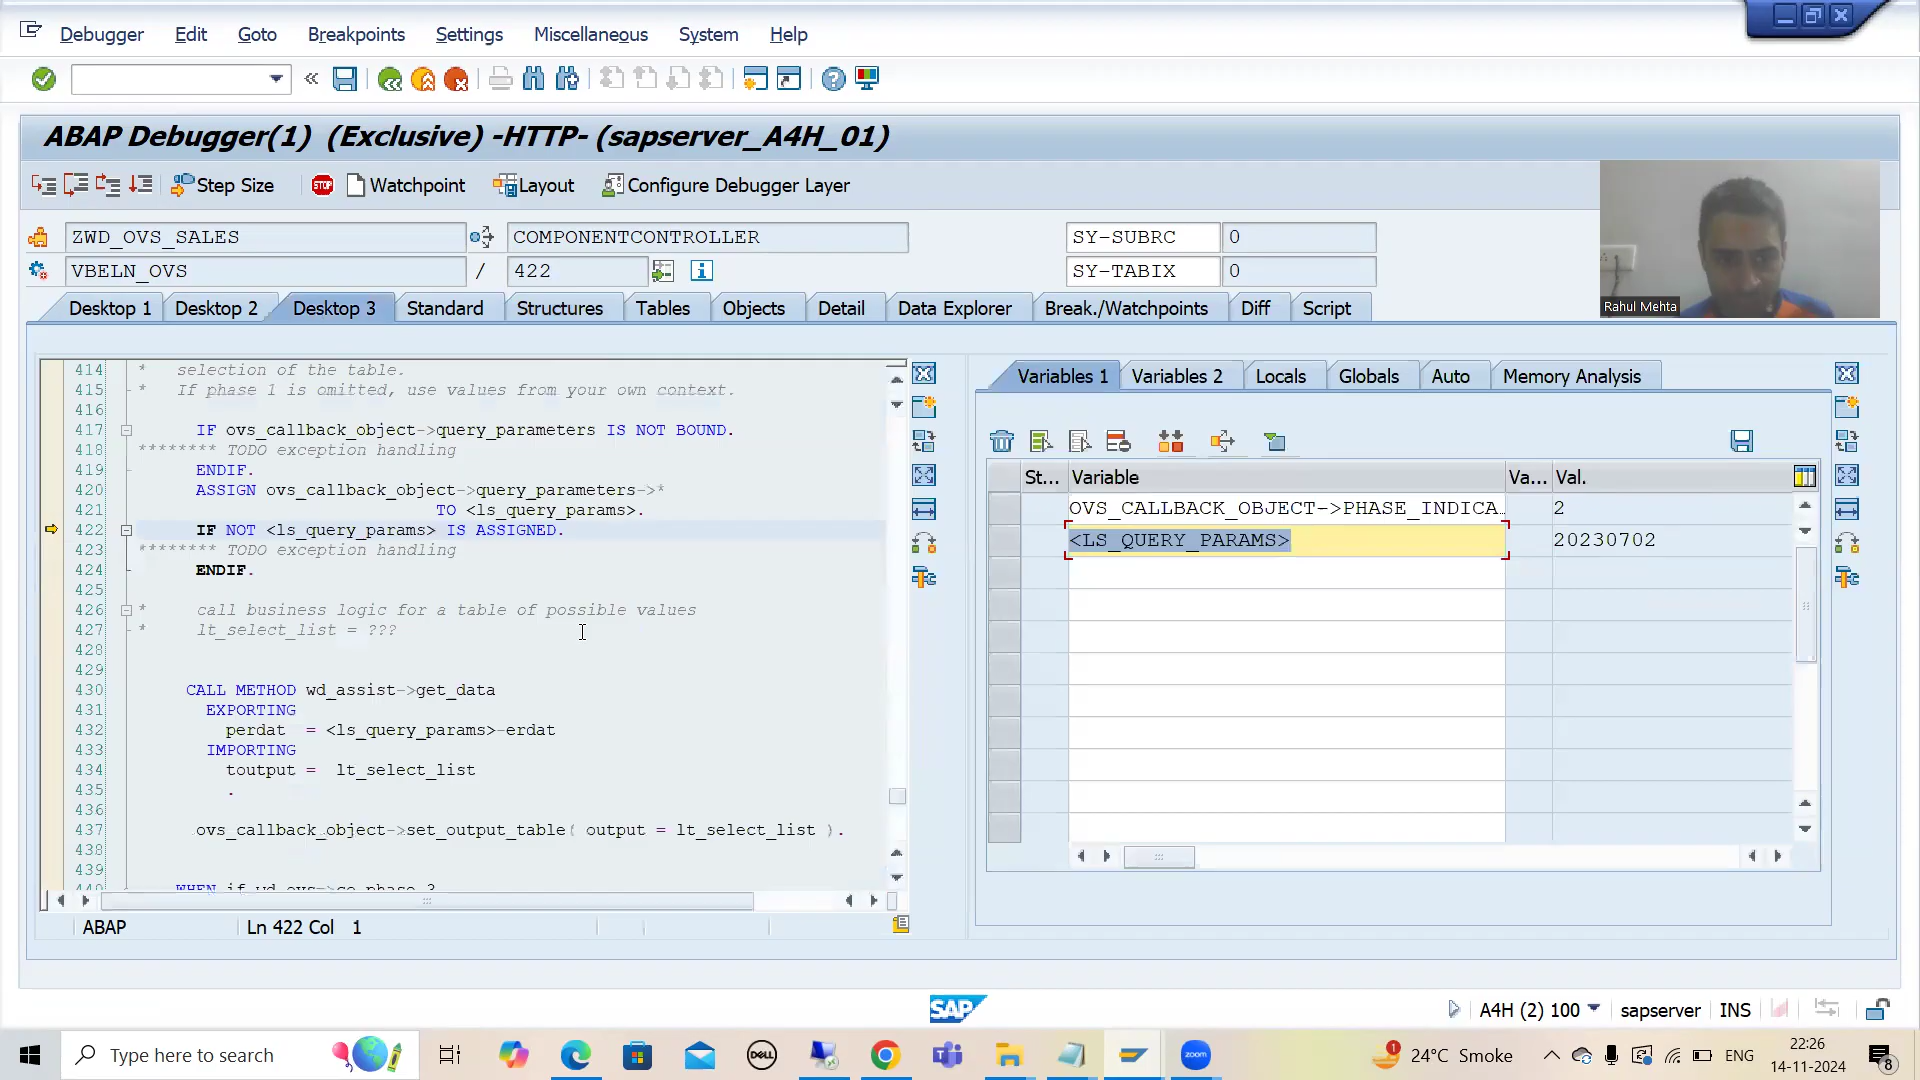 Debugger Edit Goto Breakpoints Settings Miscellaneous System Help
ABAP Debugger(1) (Exclusive) -HTTP- (sapserver_A4H_01)
Step Size STOP Watchpoint Layout Configure Debugger Layer
ZWD_OVS_SALES COMPONENTCONTROLLER SY-SUBRC 0
VBELN_OVS / 422 SY-TABIX 0
Rahul Mehta
Desktop 1 Desktop 2 Desktop 3 Standard Structures Tables Objects Detail Data Explorer Break./Watchpoints Diff Script
414 * selection of the table.
415 * If phase 1 is omitted, use values from your own context.
416
417 IF ovs_callback_object->query_parameters IS NOT BOUND.
418 ******** TODO exception handling
419 ENDIF.
420 ASSIGN ovs_callback_object->query_parameters->*
421 TO <ls_query_params>.
422 IF NOT <ls_query_params> IS ASSIGNED.
423 ******** TODO exception handling
424 ENDIF.
425
426 * call business logic for a table of possible values
427 * lt_select_list = ???
428
429
430 CALL METHOD wd_assist->get_data
431 EXPORTING
432 perdat = <ls_query_params>-erdat
433 IMPORTING
434 toutput = lt_select_list
435 .
436
437 ovs_callback_object->set_output_table( output = lt_select_list ).
438
439
440 WHEN if_wd_ovs=>co_phase_3.
ABAP Ln 422 Col 1
Variables 1 Variables 2 Locals Globals Auto Memory Analysis
St... Variable Va... Val.
OVS_CALLBACK_OBJECT->PHASE_INDICA... 2
<LS_QUERY_PARAMS> 20230702
SAP
A4H (2) 100 sapserver INS
Type here to search
DELL
zoom
1
24°C Smoke
ENG
22:26
14-11-2024
8